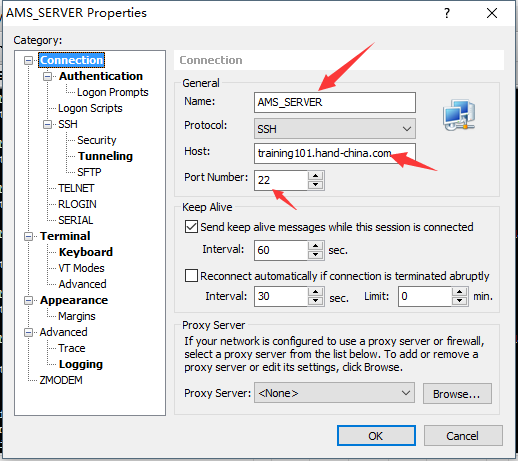 AMS_SERVER Properties
Category:
Connection
Authentication
Logon Prompts
Logon Scripts
SSH
Security
Tunneling
SFTP
TELNET
RLOGIN
SERIAL
Terminal
Keyboard
VT Modes
Advanced
Appearance
Margins
Advanced
Trace
Logging
ZMODEM
Connection
General
Name: AMS_SERVER
Protocol: SSH
Host: training101.hand-china.com
Port Number: 22
Keep Alive
Send keep alive messages while this session is connected
Interval: 60 sec.
Reconnect automatically if connection is terminated abruptly
Interval: 30 sec. Limit: 0 min.
Proxy Server
If your network is configured to use a proxy server or firewall,
select a proxy server from the list below. To add or remove a
proxy server or edit its settings, click Browse.
Proxy Server: <None> Browse...
OK Cancel